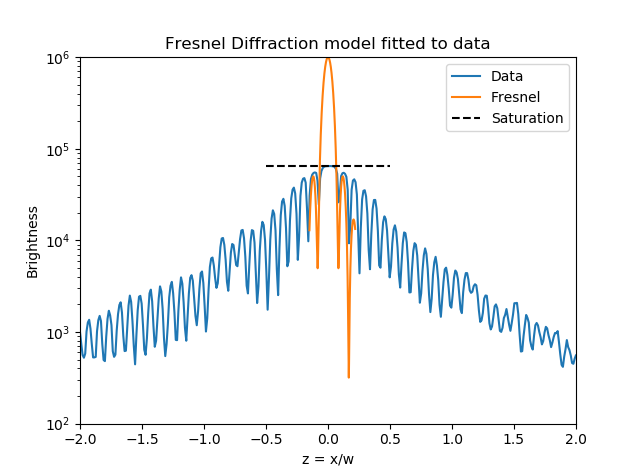 Fresnel Diffraction model fitted to data
Brightness
10^6
10^5
10^4
10^3
10^2
Data
Fresnel
Saturation
−2.0 −1.5 −1.0 −0.5 0.0 0.5 1.0 1.5 2.0
z = x/w